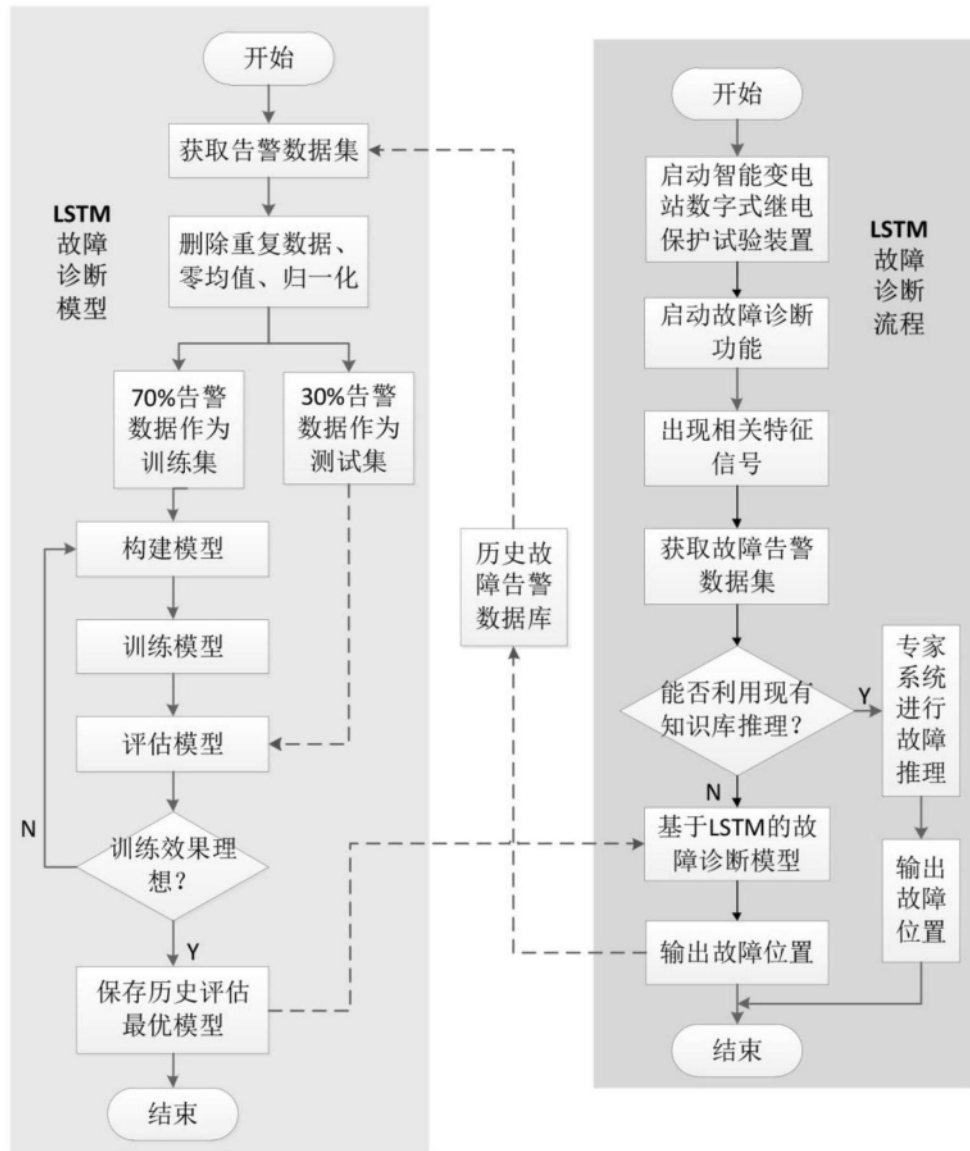 开始
获取告警数据集
LSTM
故障
诊断
模型
删除重复数据、
零均值、归一化
70%告警
数据作为
训练集
30%告警
数据作为
测试集
构建模型
训练模型
评估模型
N
训练效果理
想？
Y
保存历史评估
最优模型
结束
历史故
障告警
数据库
开始
启动智能变电
站数字式继电
保护试验装置
LSTM
故障
诊断
流程
启动故障诊断
功能
出现相关特征
信号
获取故障告警
数据集
能否利用现有
知识库推理？
Y
专家
系统
进行
故障
推理
N
基于LSTM的故
障诊断模型
输出
故障
位置
输出故障位置
结束